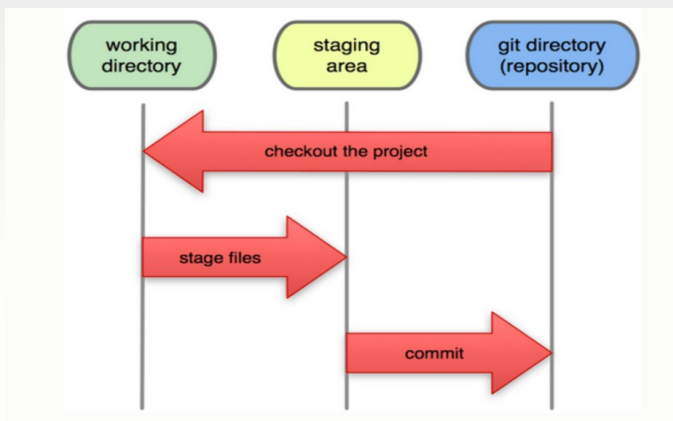 working
directory
staging
area
git directory
(repository)
checkout the project
stage files
commit